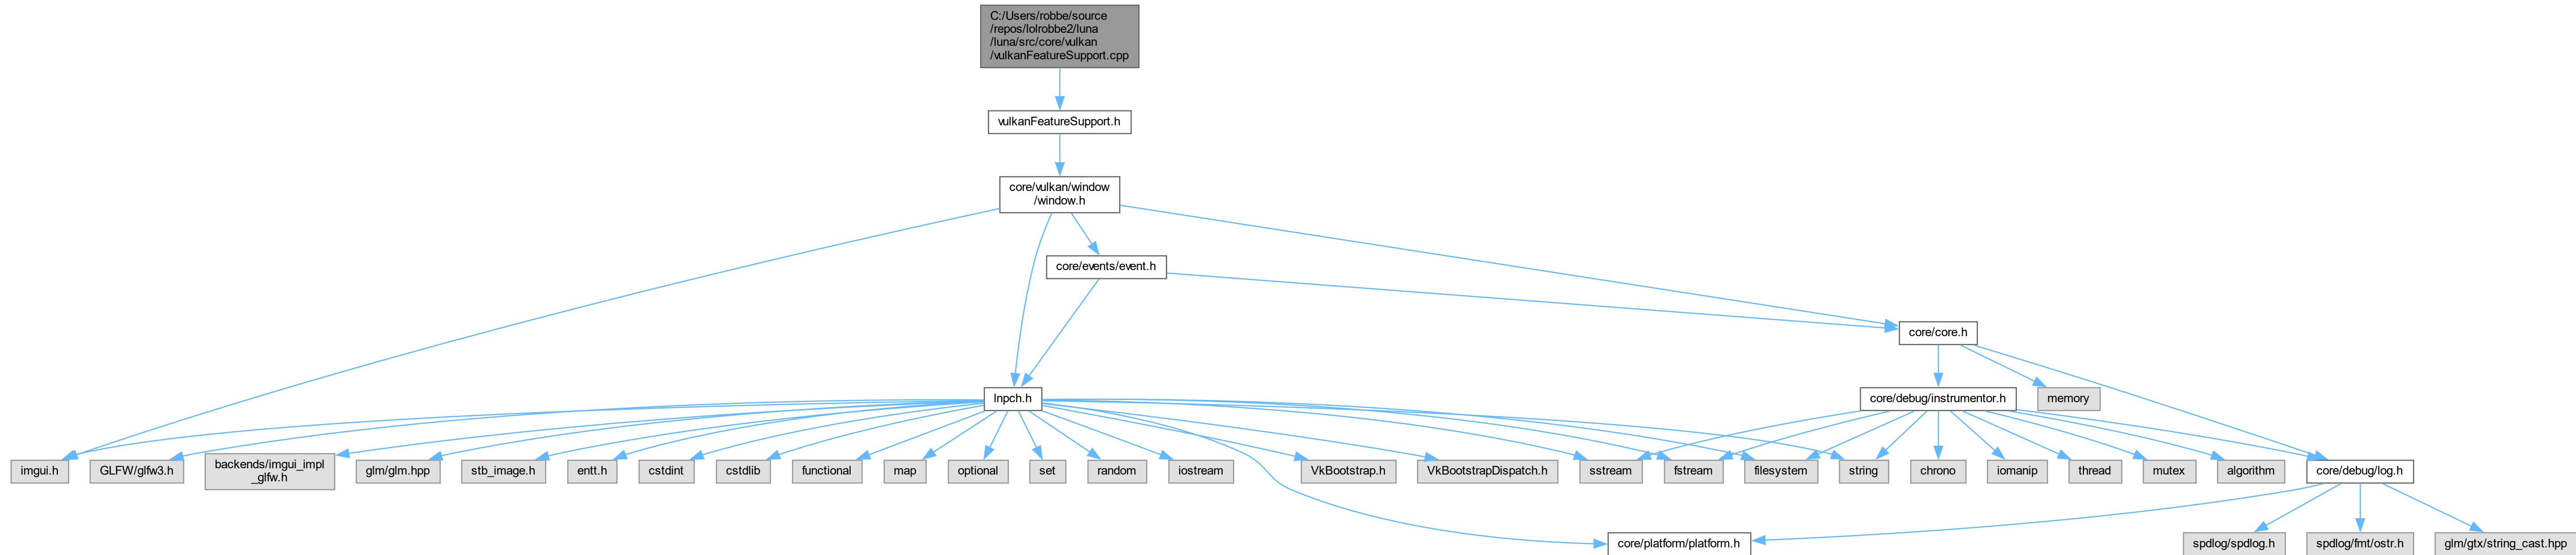 C:/Users/robbe/source
/repos/lolrobbe2/luna
/luna/src/core/vulkan
/vulkanFeatureSupport.cpp
vulkanFeatureSupport.h
core/vulkan/window
/window.h
core/events/event.h
core/core.h
lnpch.h
core/debug/instrumentor.h
memory
imgui.h
GLFW/glfw3.h
backends/imgui_impl
_glfw.h
glm/glm.hpp
stb_image.h
entt.h
cstdint
cstdlib
functional
map
optional
set
random
iostream
VkBootstrap.h
VkBootstrapDispatch.h
sstream
fstream
filesystem
string
chrono
iomanip
thread
mutex
algorithm
core/debug/log.h
core/platform/platform.h
spdlog/spdlog.h
spdlog/fmt/ostr.h
glm/gtx/string_cast.hpp